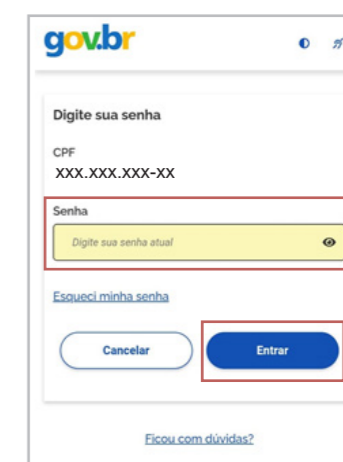 gov.br
Digite sua senha
CPF
XXX.XXX.XXX-XX
Senha
Digite sua senha atual
Esqueci minha senha
Cancelar Entrar
Ficou com dúvidas?